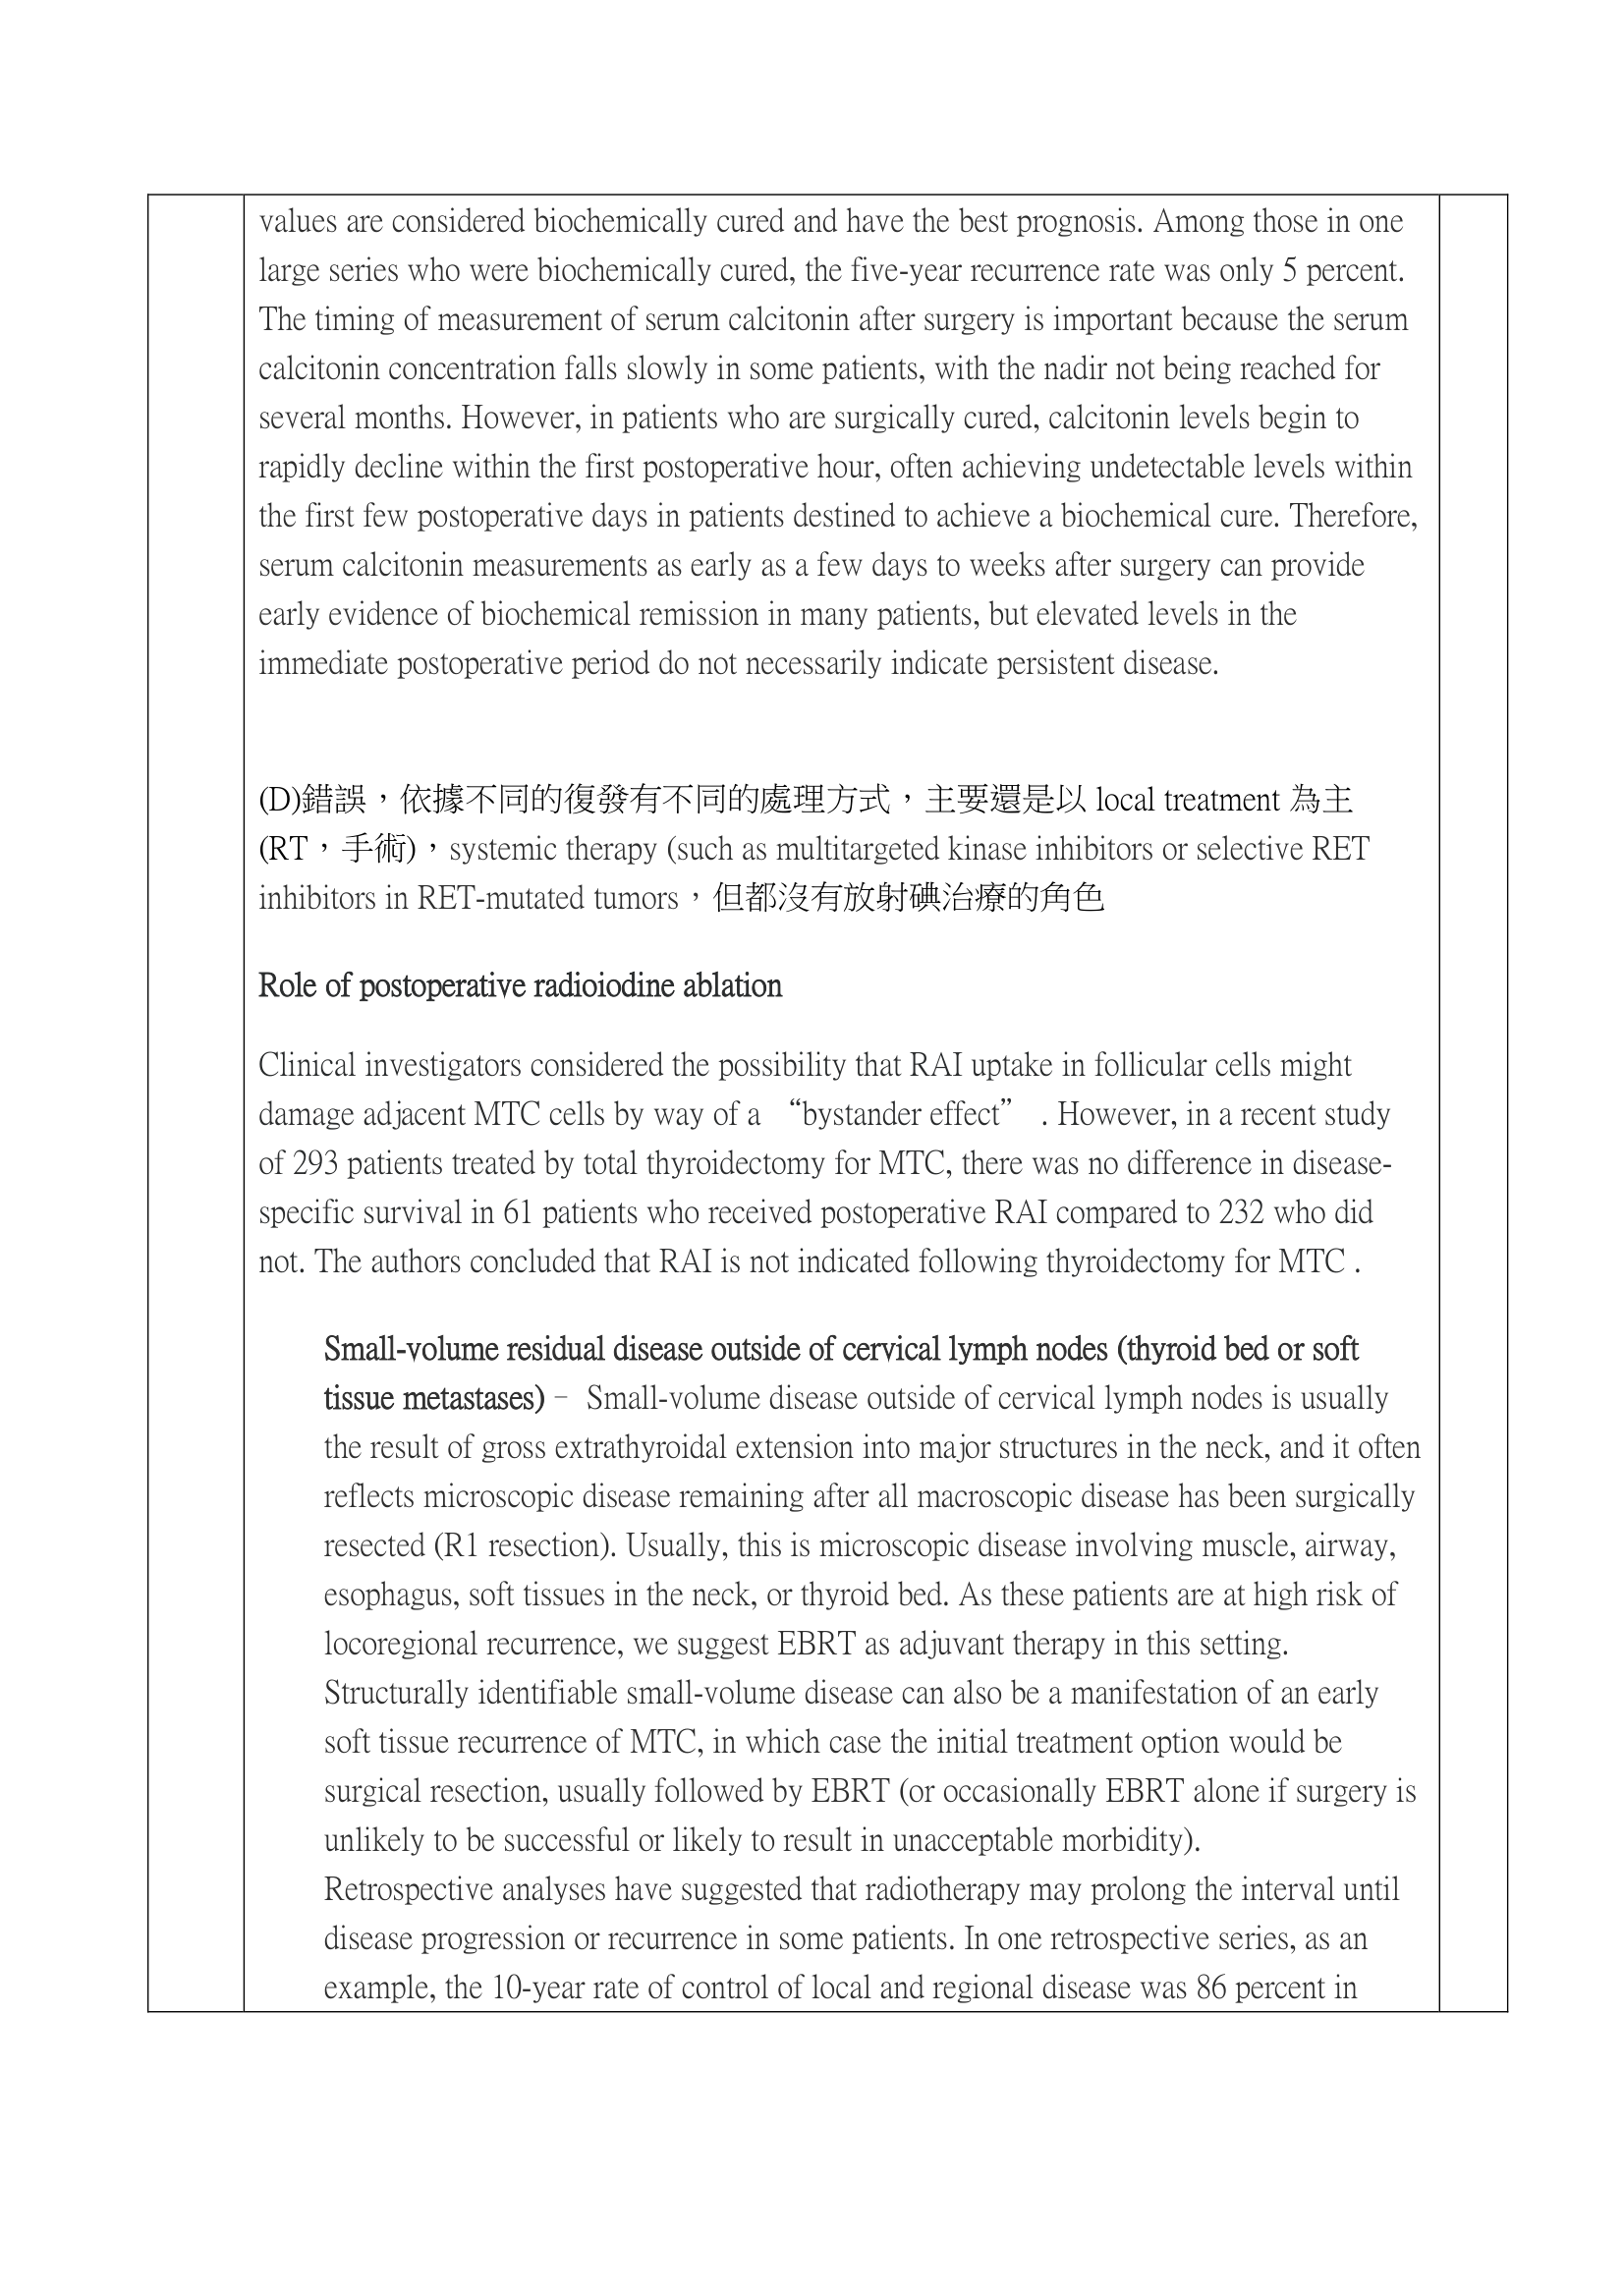 values are considered biochemically cured and have the best prognosis. Among those in one
large series who were biochemically cured, the five-year recurrence rate was only 5 percent.
The timing of measurement of serum calcitonin after surgery is important because the serum
calcitonin concentration falls slowly in some patients, with the nadir not being reached for
several months. However, in patients who are surgically cured, calcitonin levels begin to
rapidly decline within the first postoperative hour, often achieving undetectable levels within
the first few postoperative days in patients destined to achieve a biochemical cure. Therefore,
serum calcitonin measurements as early as a few days to weeks after surgery can provide
early evidence of biochemical remission in many patients, but elevated levels in the
immediate postoperative period do not necessarily indicate persistent disease.
(D)錯誤，依據不同的復發有不同的處理方式，主要還是以 local treatment 為主
(RT，手術)，systemic therapy (such as multitargeted kinase inhibitors or selective RET
inhibitors in RET-mutated tumors，但都沒有放射碘治療的角色
Role of postoperative radioiodine ablation
Clinical investigators considered the possibility that RAI uptake in follicular cells might
damage adjacent MTC cells by way of a “bystander effect” . However, in a recent study
of 293 patients treated by total thyroidectomy for MTC, there was no difference in disease-
specific survival in 61 patients who received postoperative RAI compared to 232 who did
not. The authors concluded that RAI is not indicated following thyroidectomy for MTC .
Small-volume residual disease outside of cervical lymph nodes (thyroid bed or soft
tissue metastases) – Small-volume disease outside of cervical lymph nodes is usually
the result of gross extrathyroidal extension into major structures in the neck, and it often
reflects microscopic disease remaining after all macroscopic disease has been surgically
resected (R1 resection). Usually, this is microscopic disease involving muscle, airway,
esophagus, soft tissues in the neck, or thyroid bed. As these patients are at high risk of
locoregional recurrence, we suggest EBRT as adjuvant therapy in this setting.
Structurally identifiable small-volume disease can also be a manifestation of an early
soft tissue recurrence of MTC, in which case the initial treatment option would be
surgical resection, usually followed by EBRT (or occasionally EBRT alone if surgery is
unlikely to be successful or likely to result in unacceptable morbidity).
Retrospective analyses have suggested that radiotherapy may prolong the interval until
disease progression or recurrence in some patients. In one retrospective series, as an
example, the 10-year rate of control of local and regional disease was 86 percent in